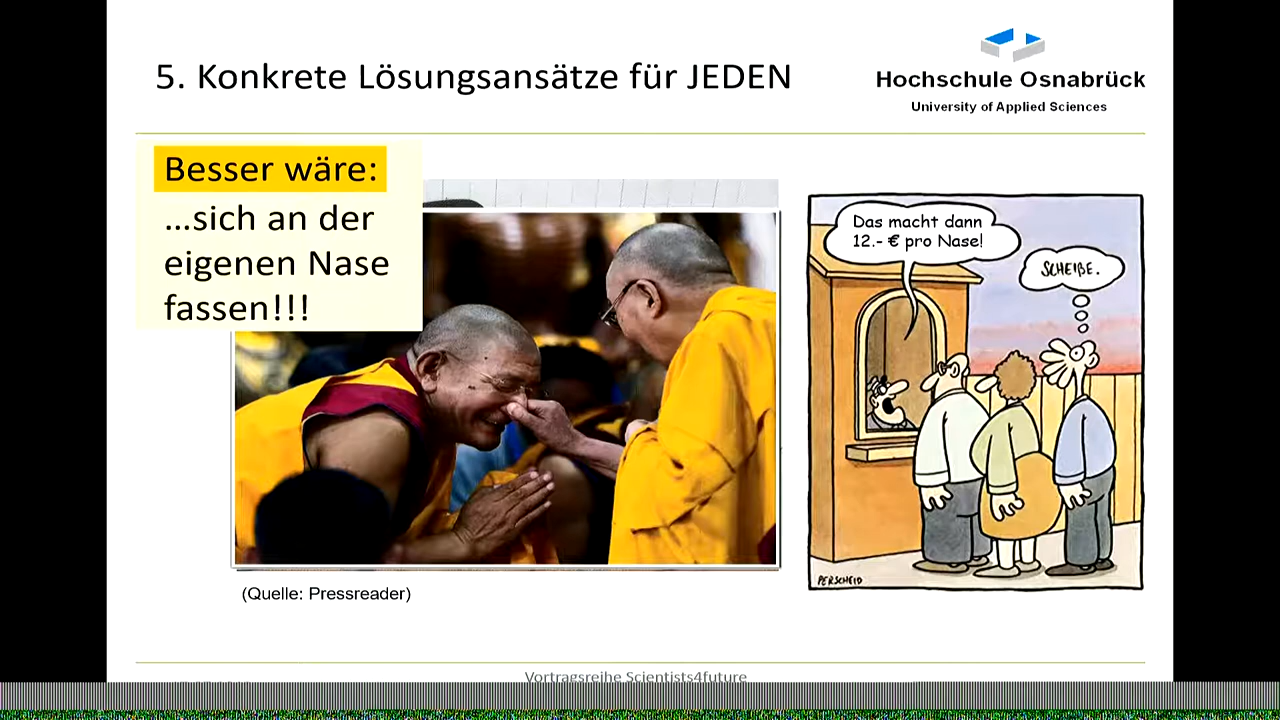 5. Konkrete Lösungsansätze für JEDEN
Hochschule Osnabrück
University of Applied Sciences
Besser wäre:
...sich an der
eigenen Nase
fassen!!!
Das macht dann
12.- € pro Nase!
SCHEIßE.
PERSCHEID
(Quelle: Pressreader)
Vortragsreihe Scientists4future